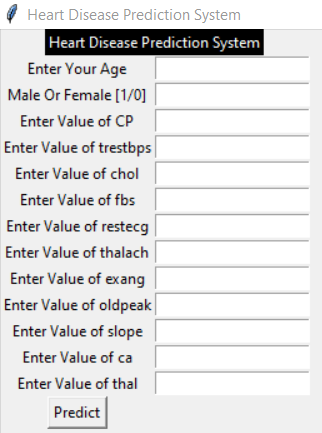 Heart Disease Prediction System
Heart Disease Prediction System
Enter Your Age
Male Or Female [1/0]
Enter Value of CP
Enter Value of trestbps
Enter Value of chol
Enter Value of fbs
Enter Value of restecg
Enter Value of thalach
Enter Value of exang
Enter Value of oldpeak
Enter Value of slope
Enter Value of ca
Enter Value of thal
Predict